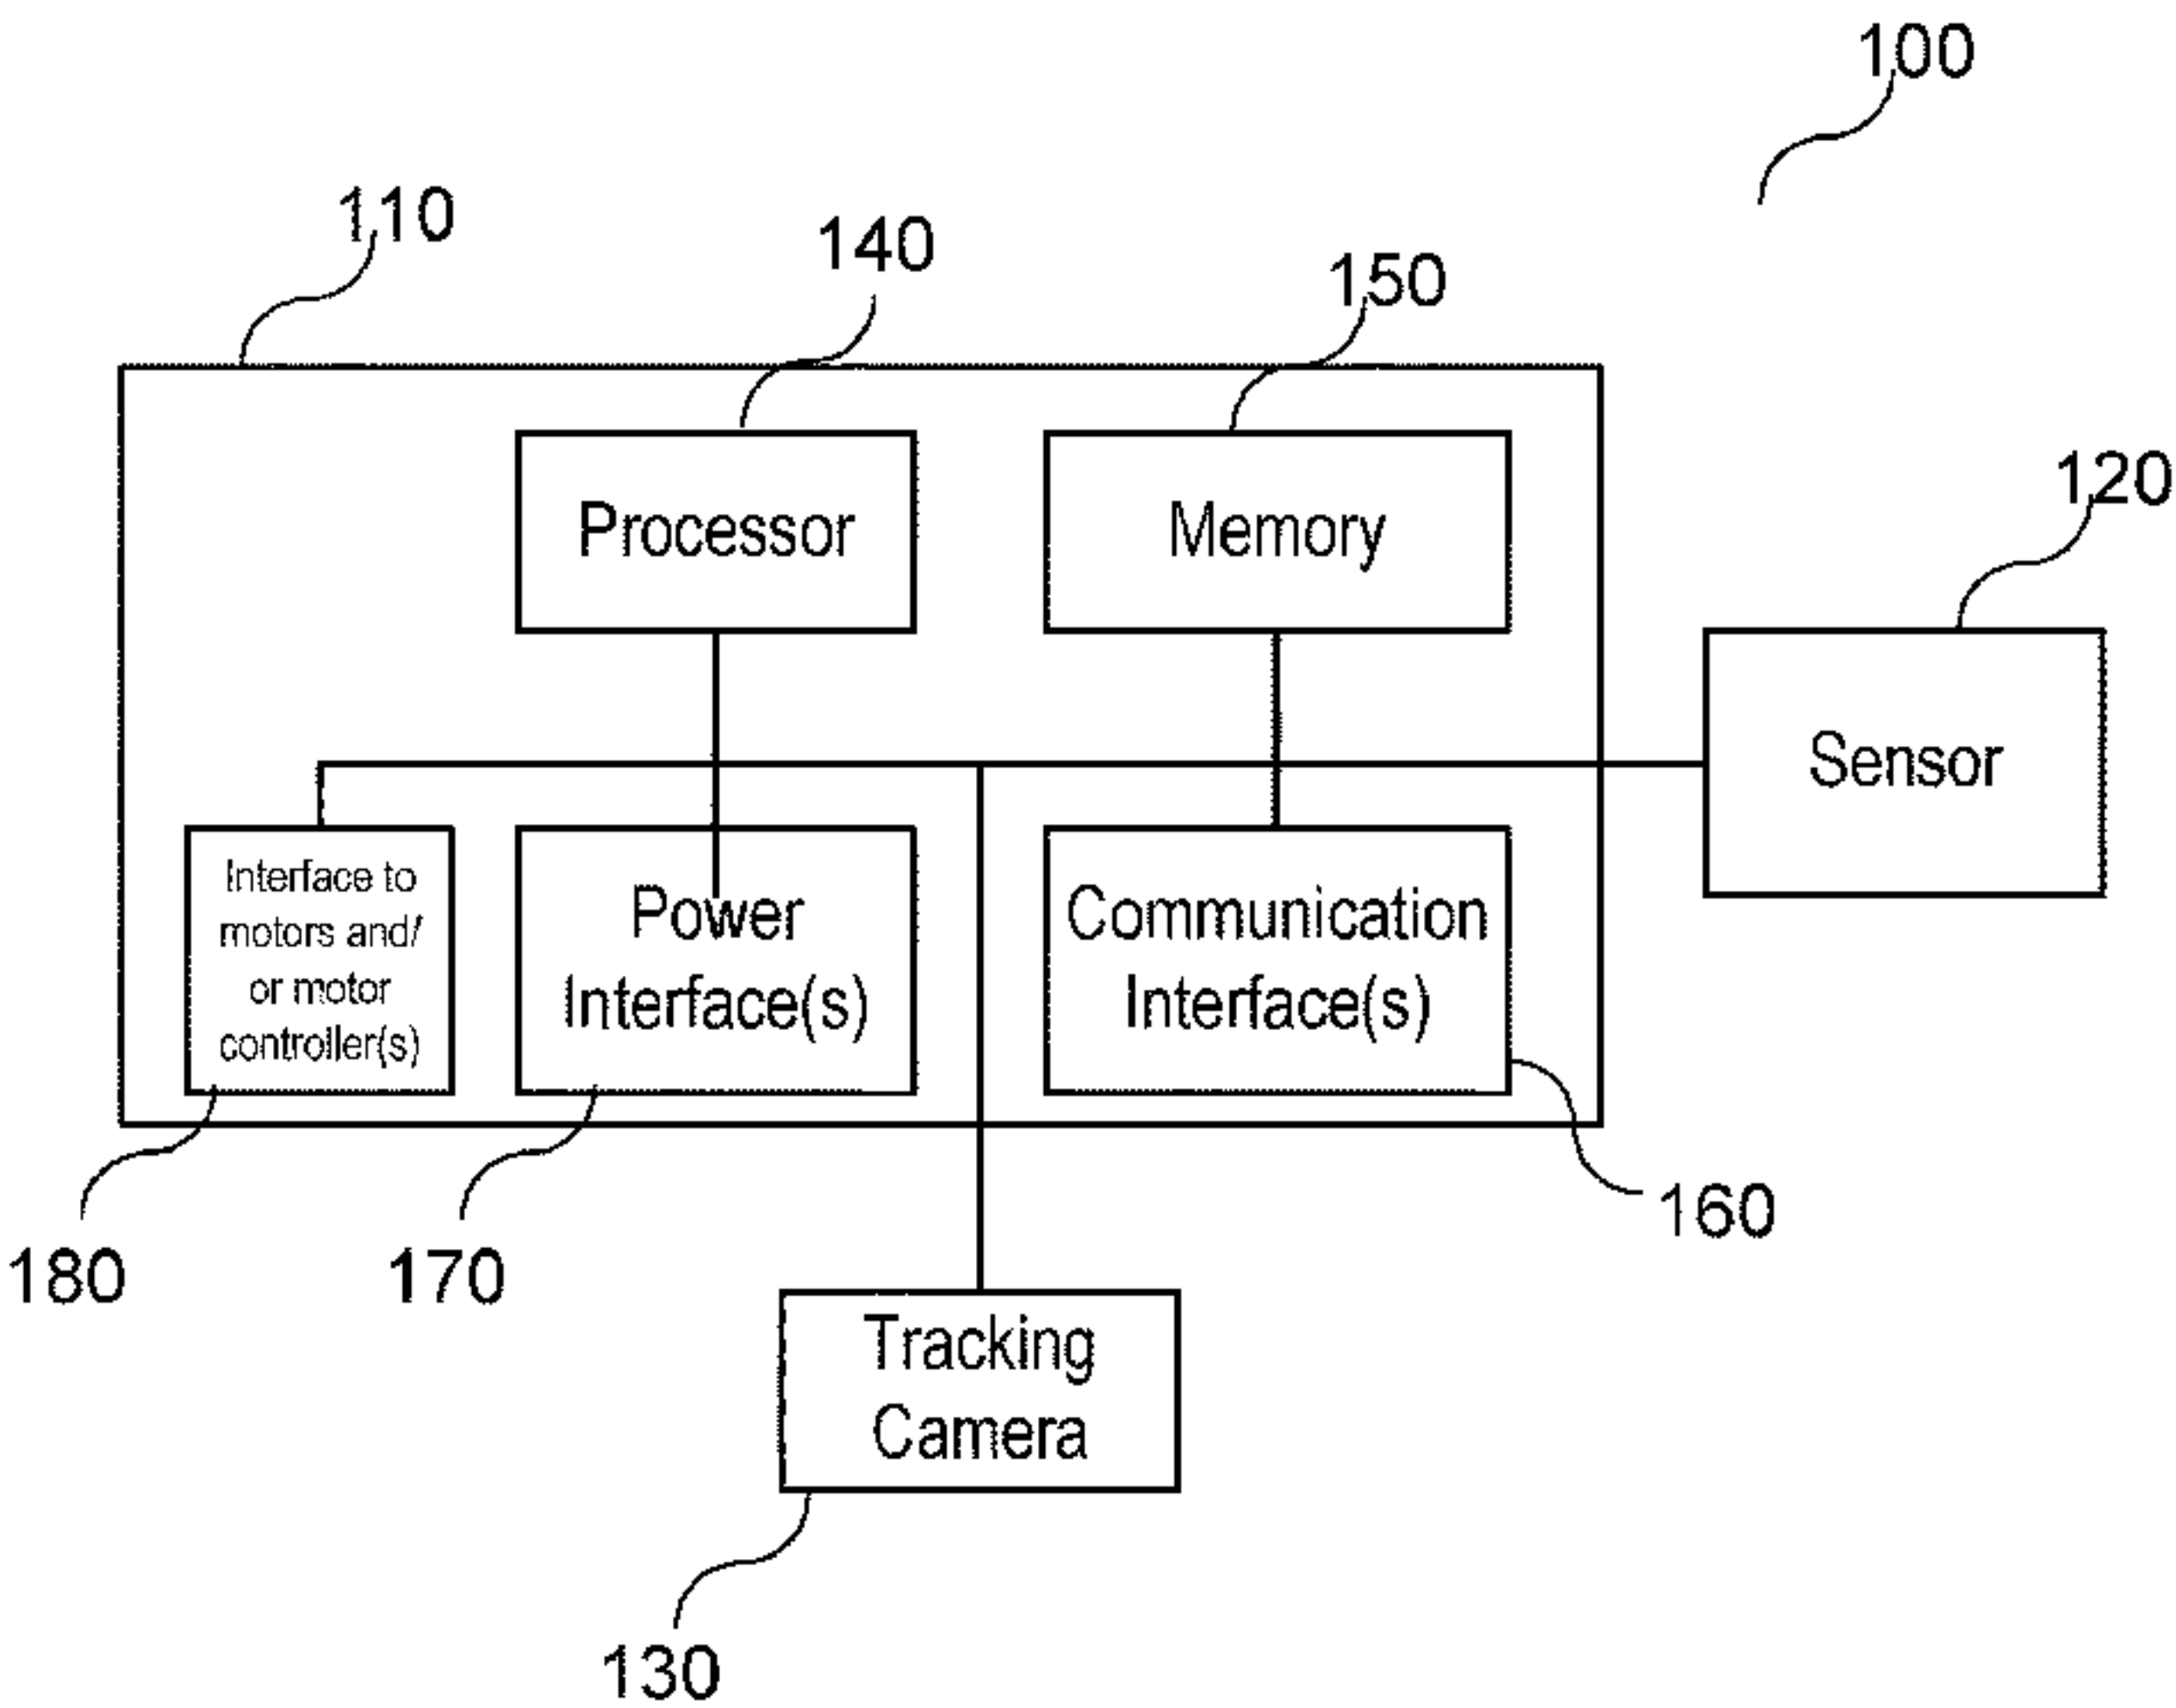 100
110
140
150
120
Processor
Memory
Sensor
Interface to
motors and/
or motor
controller(s)
Power
Interface(s)
Communication
Interface(s)
160
180
170
Tracking
Camera
130